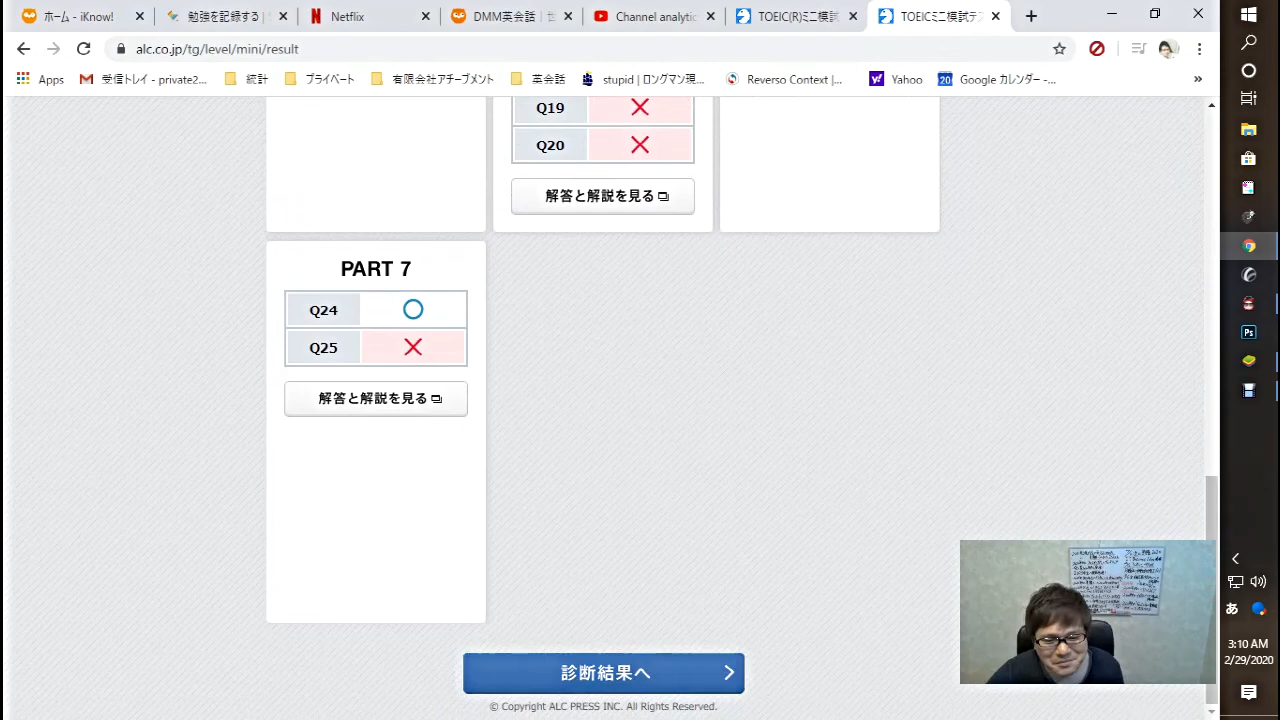 ホーム - iKnow!
勉強を記録する |
Netflix
DMM英会話 |
Channel analytic
TOEIC(R)ミニ模試
TOEICミニ模試テス
alc.co.jp/tg/level/mini/result
Apps
受信トレイ - private2...
統計
プライベート
有限会社アチーブメント
英会話
stupid | ロングマン現...
Reverso Context |...
Yahoo
20
Google カレンダー -...
»
Q19
Q20
解答と解説を見る
PART 7
Q24
Q25
解答と解説を見る
診断結果へ
© Copyright ALC PRESS INC. All Rights Reserved.
Ps
あ
3:10 AM
2/29/2020